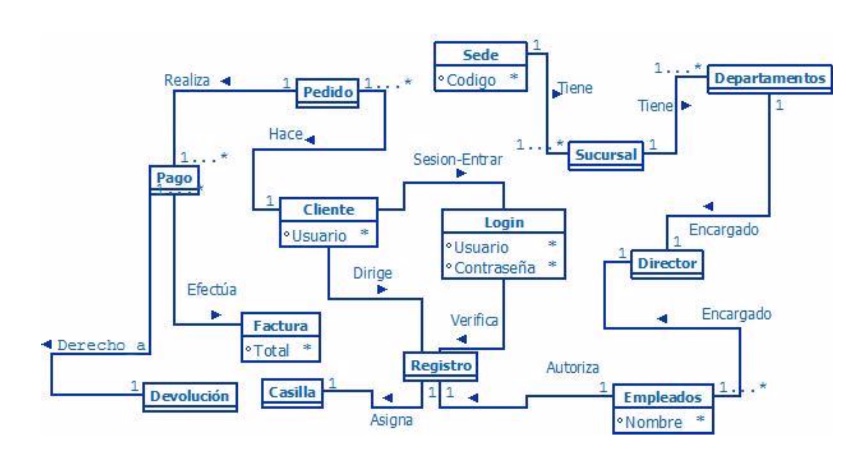 Sede
Codigo *
1
Tiene
1...*
Departamentos
1
Tiene
1...*
Sucursal
1
Realiza
1
Pedido
1...*
Hace
1...*
Pago
1....*
Sesion-Entrar
1
Cliente
Usuario *
Login
Usuario *
Contraseña *
Encargado
1
1
Director
Dirige
Efectúa
Encargado
Factura
Total *
Verifica
Derecho a
Registro
Autoriza
1
Devolución
Casilla
1
1
1
1
Empleados
1...*
Nombre *
Asigna